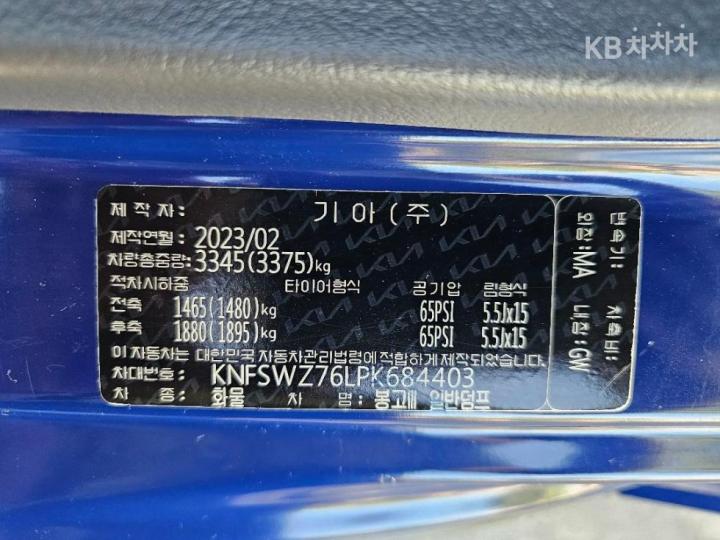 KB차차차
제작자: 기아(주)
제작연월: 2023/02
차량총중량: 3345(3375)kg
적차시하중 타이어형식 공기압 림형식
전축 1465(1480)kg 65PSI 5.5Jx15
후축 1880(1895)kg 65PSI 5.5Jx15
이 자동차는 대한민국 자동차관리법령에 적합하게 제작되었습니다.
차대번호: KNFSWZ76LPK684403
차종: 화물 차명: 봉고Ⅲ 일반덤프
변속기: 외장: MA
저축비: 내장: GW